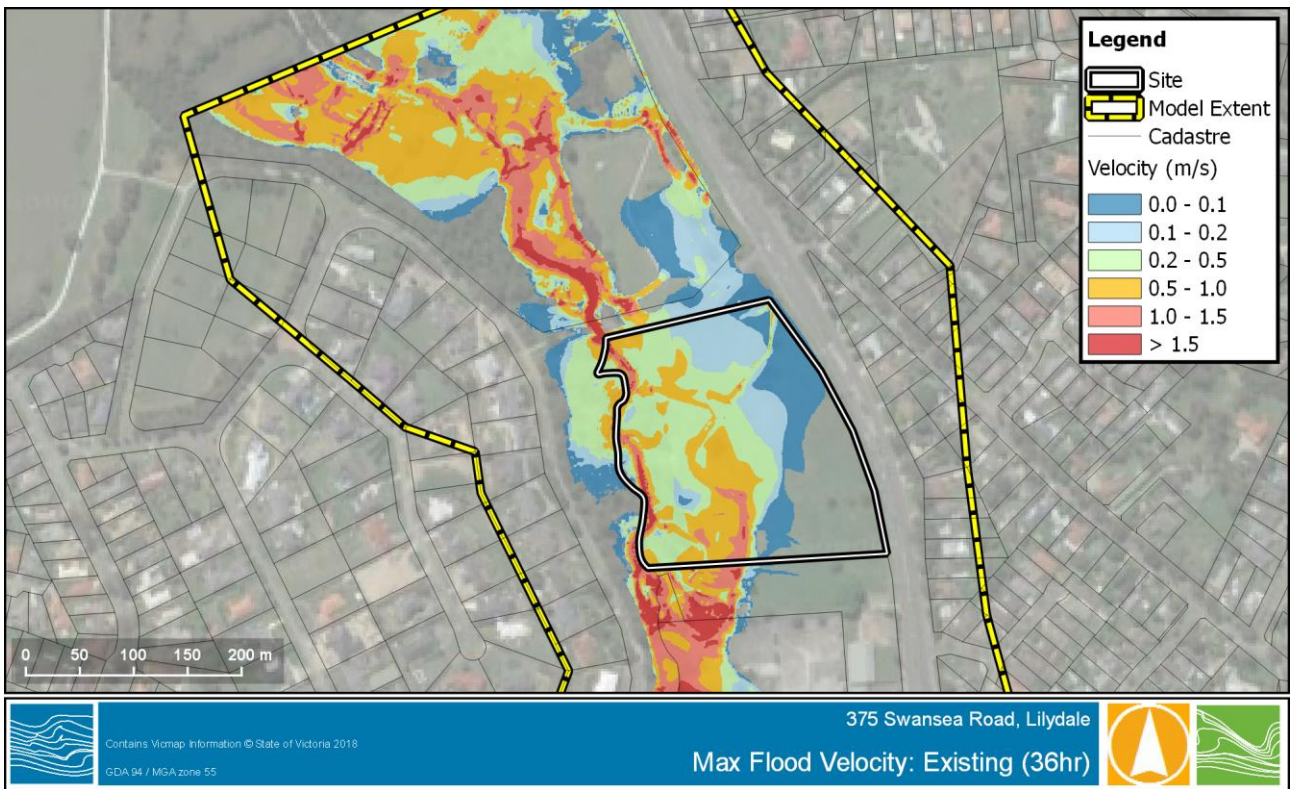 Legend
Site
Model Extent
Cadastre
Velocity (m/s)
0.0 - 0.1
0.1 - 0.2
0.2 - 0.5
0.5 - 1.0
1.0 - 1.5
> 1.5
0 50 100 150 200 m
Contains Vicmap Information © State of Victoria 2018
GDA 94 / MGA zone 55
375 Swansea Road, Lilydale
Max Flood Velocity: Existing (36hr)